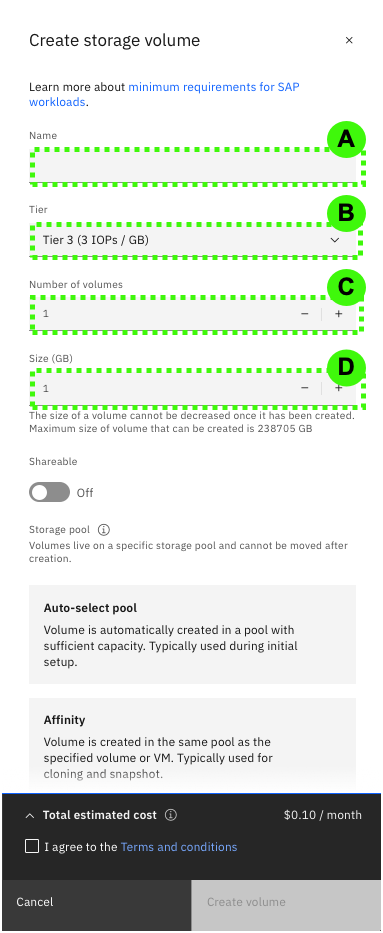 Create storage volume
Learn more about minimum requirements for SAP
workloads.
Name
A
Tier
B
Tier 3 (3 IOPs / GB)
Number of volumes
C
1
Size (GB)
D
1
The size of a volume cannot be decreased once it has been created.
Maximum size of volume that can be created is 238705 GB
Shareable
Off
Storage pool
Volumes live on a specific storage pool and cannot be moved after
creation.
Auto-select pool
Volume is automatically created in a pool with
sufficient capacity. Typically used during initial
setup.
Affinity
Volume is created in the same pool as the
specified volume or VM. Typically used for
cloning and snapshot.
Total estimated cost $0.10 / month
I agree to the Terms and conditions
Cancel Create volume